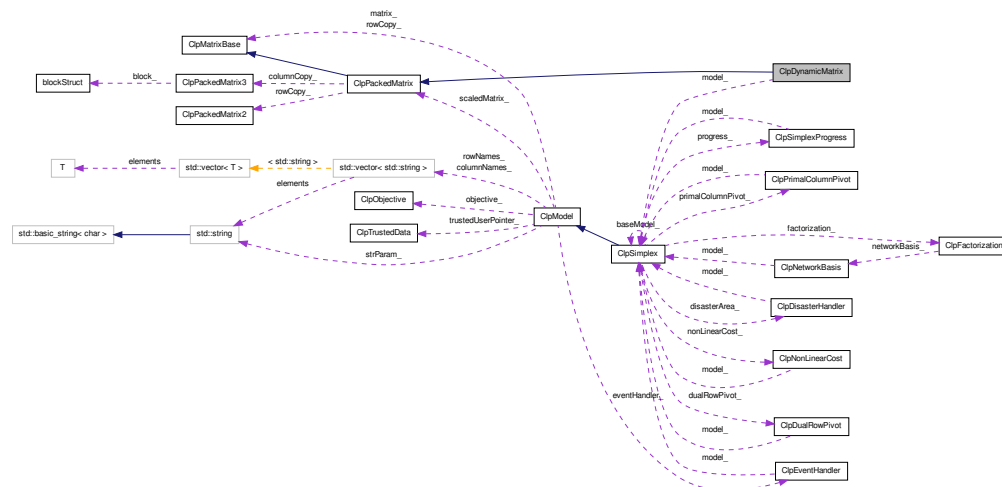 matrix_
rowCopy_
ClpMatrixBase
ClpDynamicMatrix
model_
block_
columnCopy_
blockStruct
ClpPackedMatrix3
ClpPackedMatrix
rowCopy_
scaledMatrix_
ClpPackedMatrix2
model_
progress_
ClpSimplexProgress
rowNames_
columnNames_
elements
< std::string >
T
std::vector< T >
std::vector< std::string >
model_
ClpPrimalColumnPivot
elements
primalColumnPivot_
objective_
ClpObjective
ClpModel
trustedUserPointer_
baseModel_
factorization_
ClpTrustedData
std::basic_string< char >
std::string
strParam_
ClpSimplex
model_
networkBasis_
ClpFactorization
ClpNetworkBasis
model_
disasterArea_
ClpDisasterHandler
nonLinearCost_
ClpNonLinearCost
model_
eventHandler_
dualRowPivot_
ClpDualRowPivot
model_
model_
ClpEventHandler